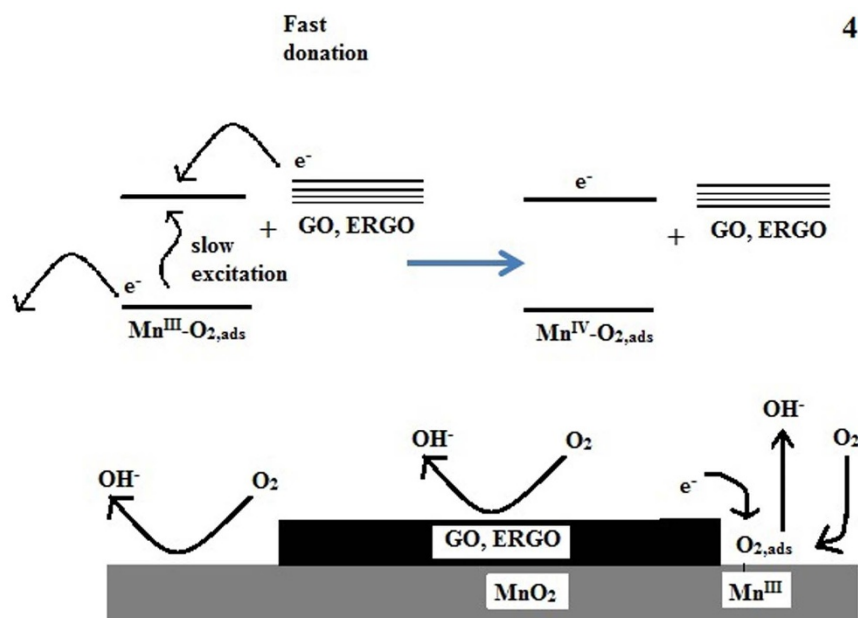 Fast
donation
4
e⁻
GO, ERGO
+
slow
excitation
e⁻
Mnᴵᴵᴵ-O₂,ads
e⁻
+
GO, ERGO
Mnᴵⱽ-O₂,ads
OH⁻
O₂
OH⁻
O₂
GO, ERGO
MnO₂
e⁻
OH⁻
O₂
O₂,ads
Mnᴵᴵᴵ